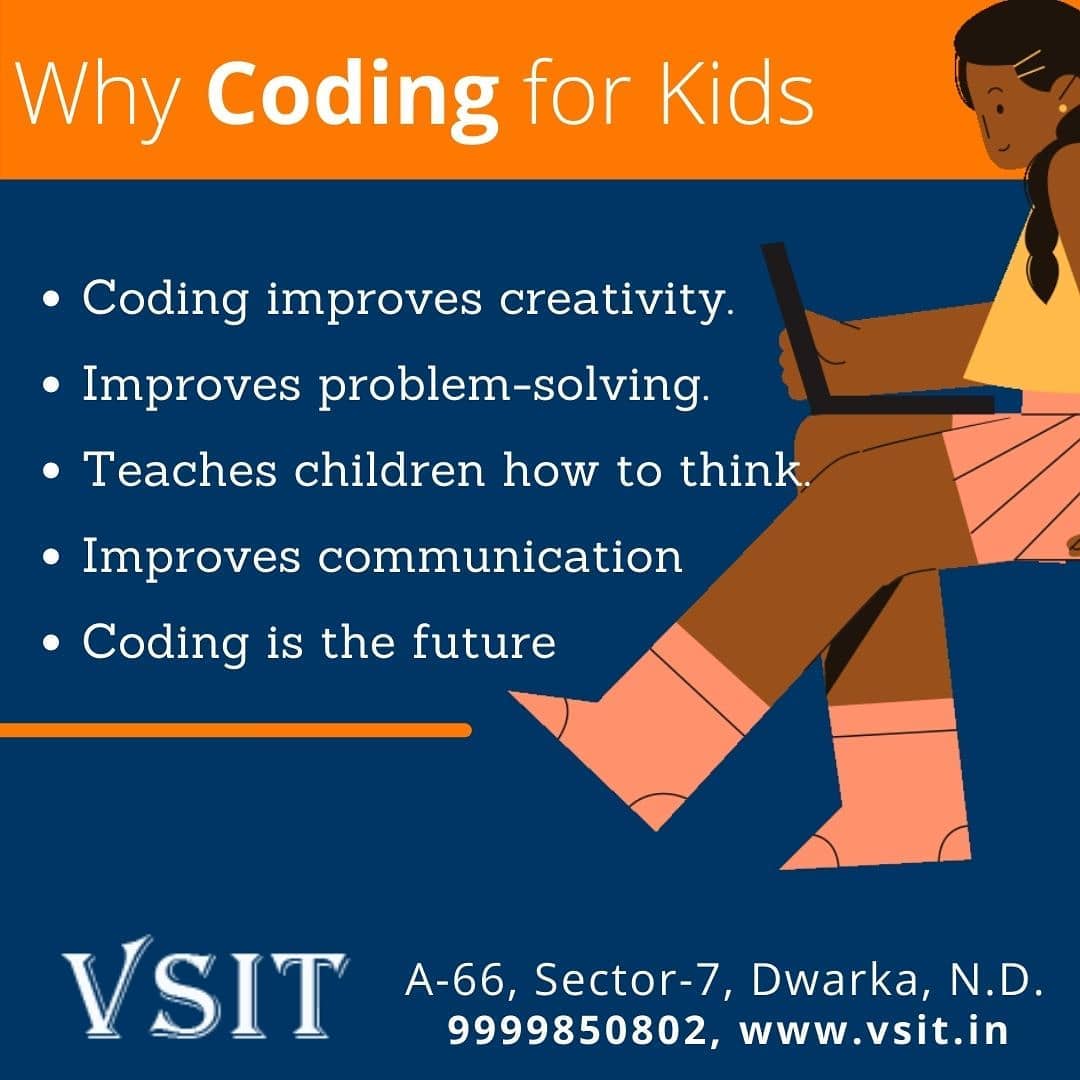 Why Coding for Kids
• Coding improves creativity.
• Improves problem-solving.
• Teaches children how to think.
• Improves communication
• Coding is the future
VSIT
A-66, Sector-7, Dwarka, N.D.
9999850802, www.vsit.in